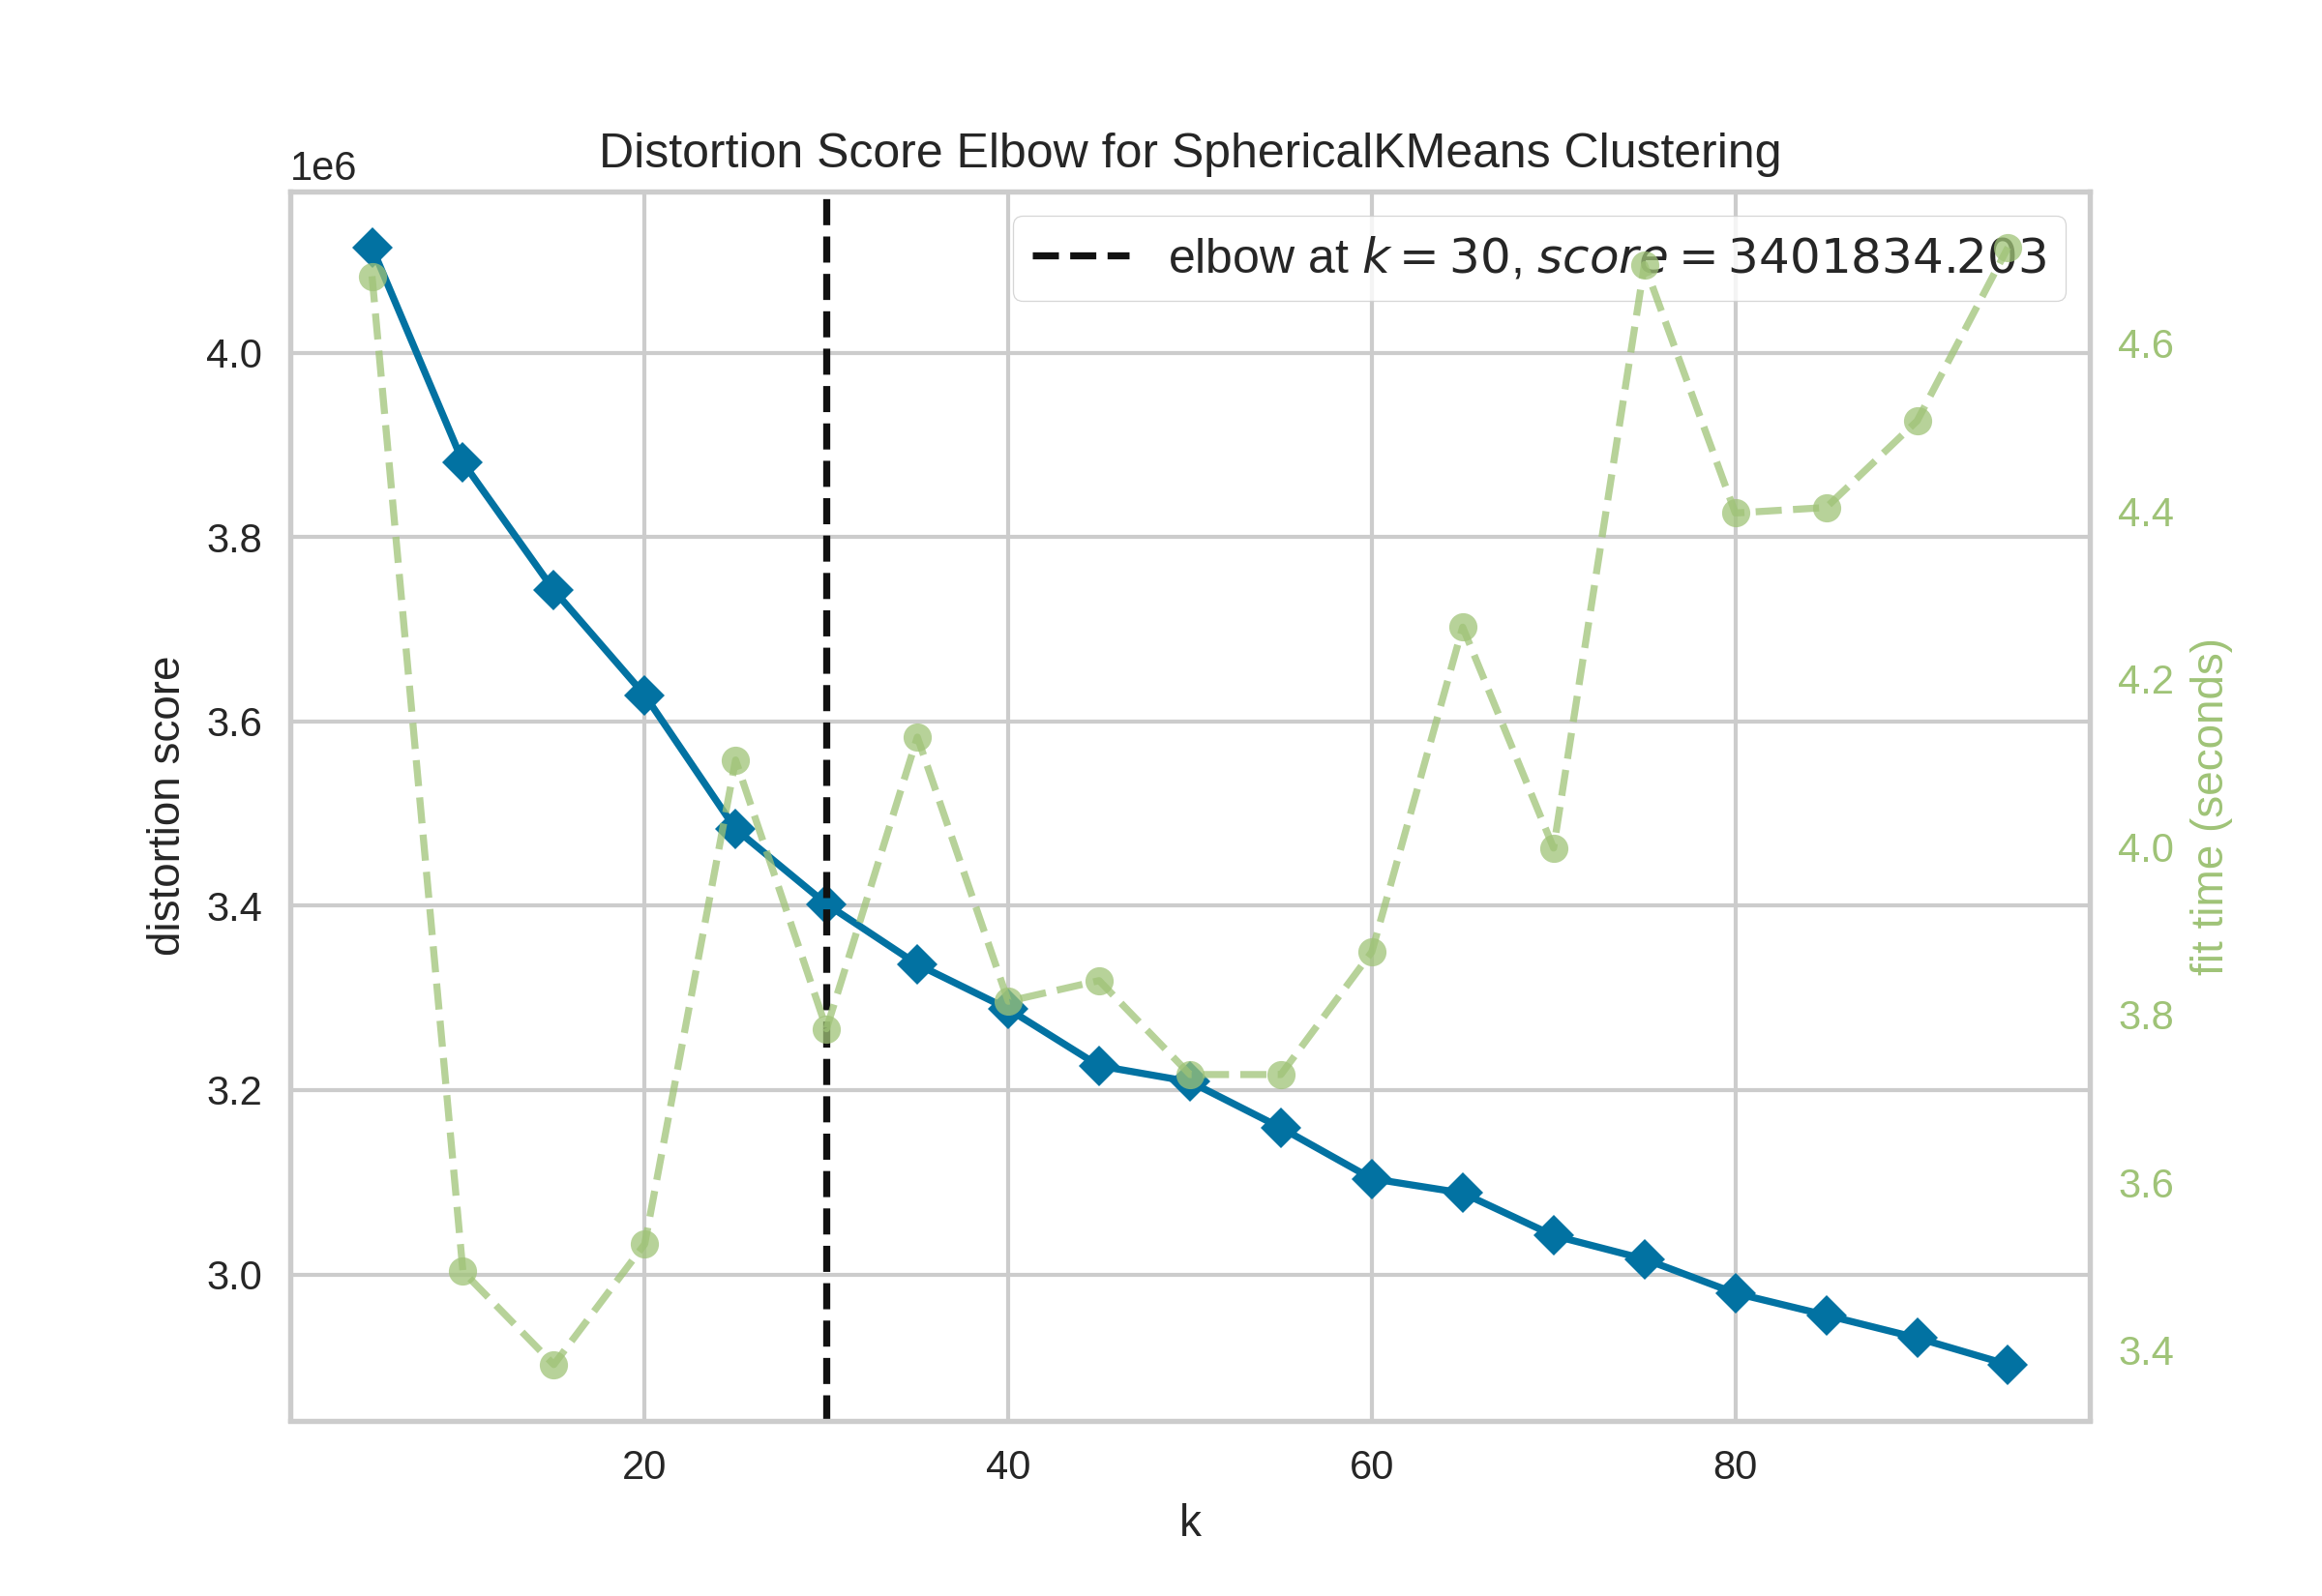 Distortion Score Elbow for SphericalKMeans Clustering
1e6
elbow at k = 30, score = 3401834.203
4.0
3.8
3.6
3.4
3.2
3.0
distortion score
4.6
4.4
4.2
4.0
3.8
3.6
3.4
fit time (seconds)
20 40 60 80
k